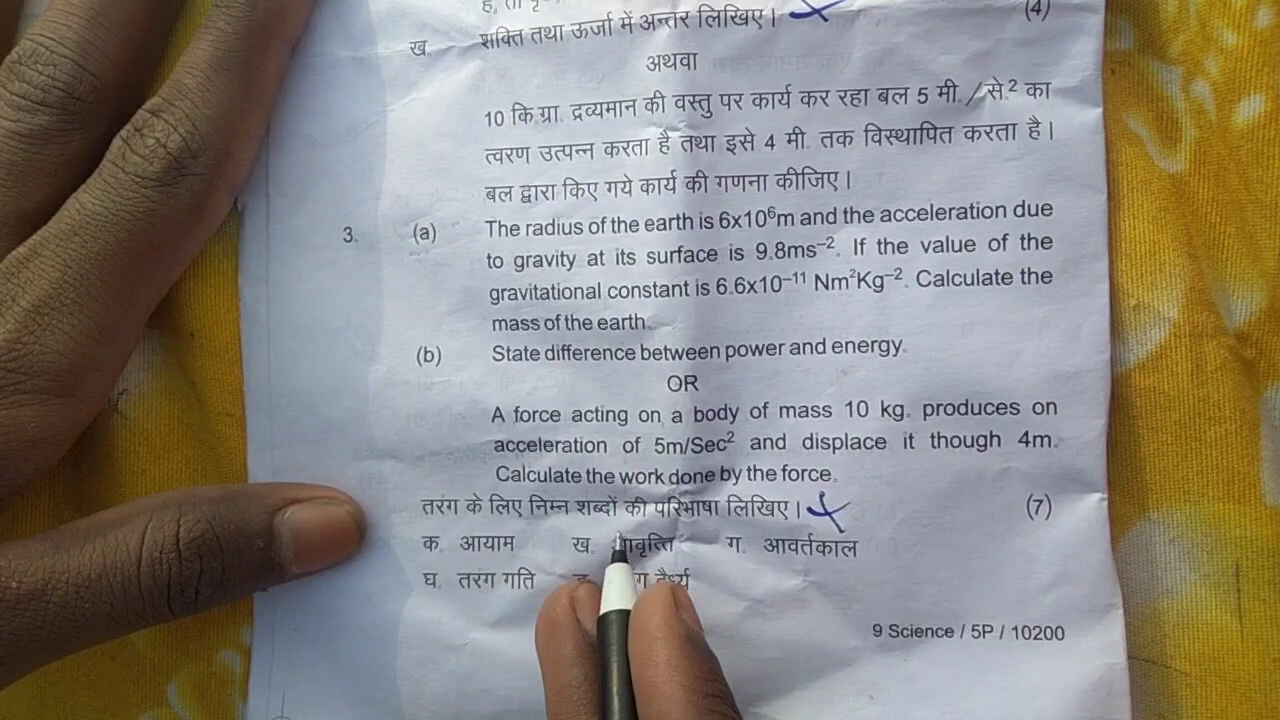 ख. शक्ति तथा ऊर्जा में अन्तर लिखिए। (4)
अथवा
10 कि.ग्रा. द्रव्यमान की वस्तु पर कार्य कर रहा बल 5 मी./से.² का
त्वरण उत्पन्न करता है तथा इसे 4 मी. तक विस्थापित करता है।
बल द्वारा किए गये कार्य की गणना कीजिए।
3. (a) The radius of the earth is 6x10⁶m and the acceleration due
to gravity at its surface is 9.8ms⁻². If the value of the
gravitational constant is 6.6x10⁻¹¹ Nm²Kg⁻². Calculate the
mass of the earth.
(b) State difference between power and energy.
OR
A force acting on a body of mass 10 kg. produces on
acceleration of 5m/Sec² and displace it though 4m.
Calculate the work done by the force.
तरंग के लिए निम्न शब्दों की परिभाषा लिखिए। (7)
क. आयाम ख. आवृत्ति ग. आवर्तकाल
घ. तरंग गति दैर्ध्य
9 Science / 5P / 10200